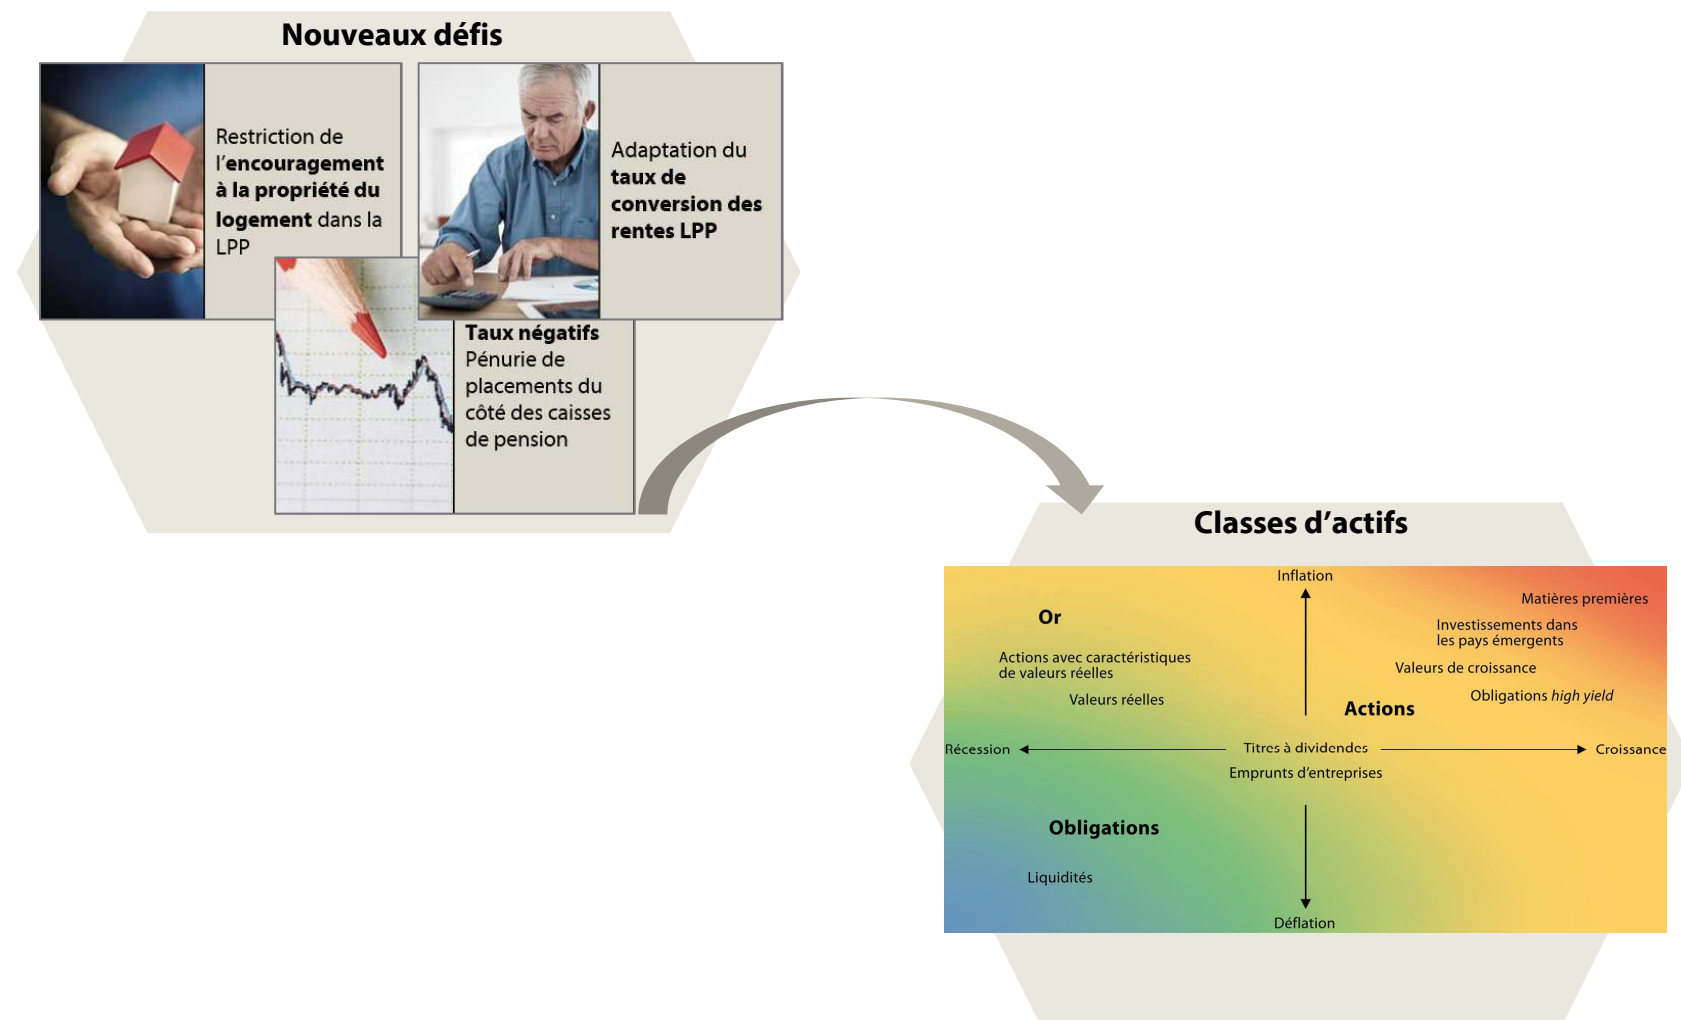 Nouveaux défis
Restriction de
l’encouragement
à la propriété du
logement dans la
LPP
Adaptation du
taux de
conversion des
rentes LPP
Taux négatifs
Pénurie de
placements du
côté des caisses
de pension
Classes d’actifs
Inflation
Matières premières
Or
Investissements dans
les pays émergents
Actions avec caractéristiques
de valeurs réelles
Valeurs de croissance
Valeurs réelles
Obligations high yield
Actions
Récession
Titres à dividendes
Croissance
Emprunts d’entreprises
Obligations
Liquidités
Déflation